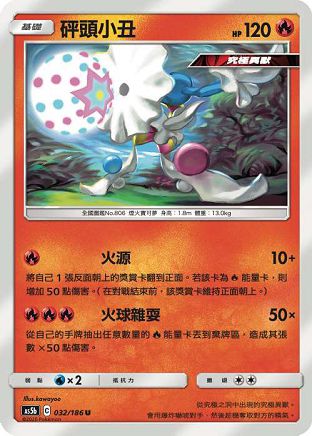 基礎 砰頭小丑 HP 120
究極異獸
全國圖鑑No.806 煙火寶可夢 身高：1.8m 體重：13.0kg
火源 10+
將自己1張反面朝上的獎賞卡翻到正面。若該卡為能量卡，則
增加50點傷害。（在對戰結束前，該獎賞卡維持正面朝上。）
火球雜耍 50×
從自己的手牌抽出任意數量的能量卡丟到棄牌區，造成其張
數×50點傷害。
弱點 ×2 抵抗力 撤退
Illus.kawayoo
AS5b C 032/186 U
©2020 Pokémon
從究極之洞中出現的究極異獸。
會用爆炸嚇唬對手，然後趁機奪取對方的精氣。